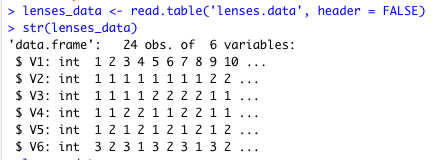 > lenses_data <- read.table('lenses.data', header = FALSE)
> str(lenses_data)
'data.frame':   24 obs. of  6 variables:
 $ V1: int  1 2 3 4 5 6 7 8 9 10 ...
 $ V2: int  1 1 1 1 1 1 1 1 2 2 ...
 $ V3: int  1 1 1 1 2 2 2 2 1 1 ...
 $ V4: int  1 1 2 2 1 1 2 2 1 1 ...
 $ V5: int  1 2 1 2 1 2 1 2 1 2 ...
 $ V6: int  3 2 3 1 3 2 3 1 3 2 ...